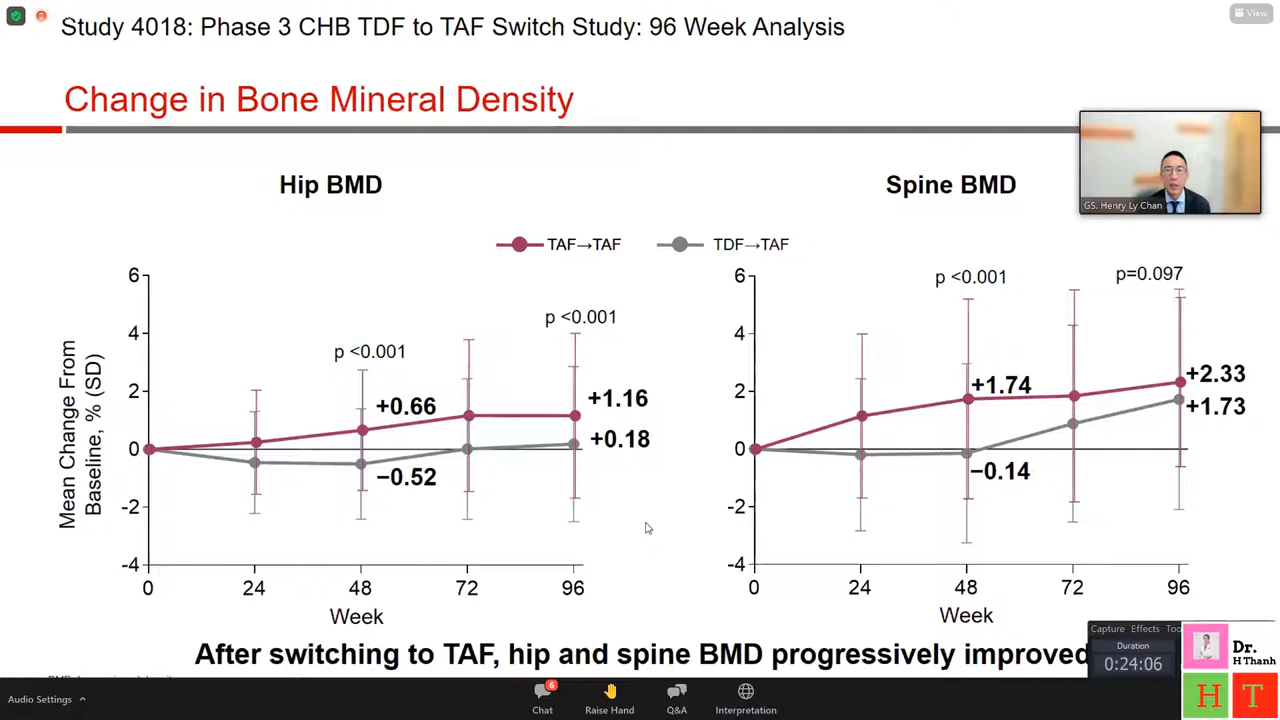 View
Study 4018: Phase 3 CHB TDF to TAF Switch Study: 96 Week Analysis
Change in Bone Mineral Density
GS. Henry Ly Chan
Hip BMD
Spine BMD
TAF→TAF
TDF→TAF
Mean Change From
Baseline, % (SD)
6
4
2
0
-2
-4
p <0.001
p <0.001
+0.66
+1.16
+0.18
−0.52
0
24
48
72
96
Week
6
4
2
0
-2
-4
p <0.001
p=0.097
+1.74
+2.33
+1.73
−0.14
0
24
48
72
96
Week
After switching to TAF, hip and spine BMD progressively improved
Capture
Effects
Duration
0:24:06
Dr.
H Thanh
H T
Audio Settings
6
Chat
Raise Hand
Q&A
Interpretation